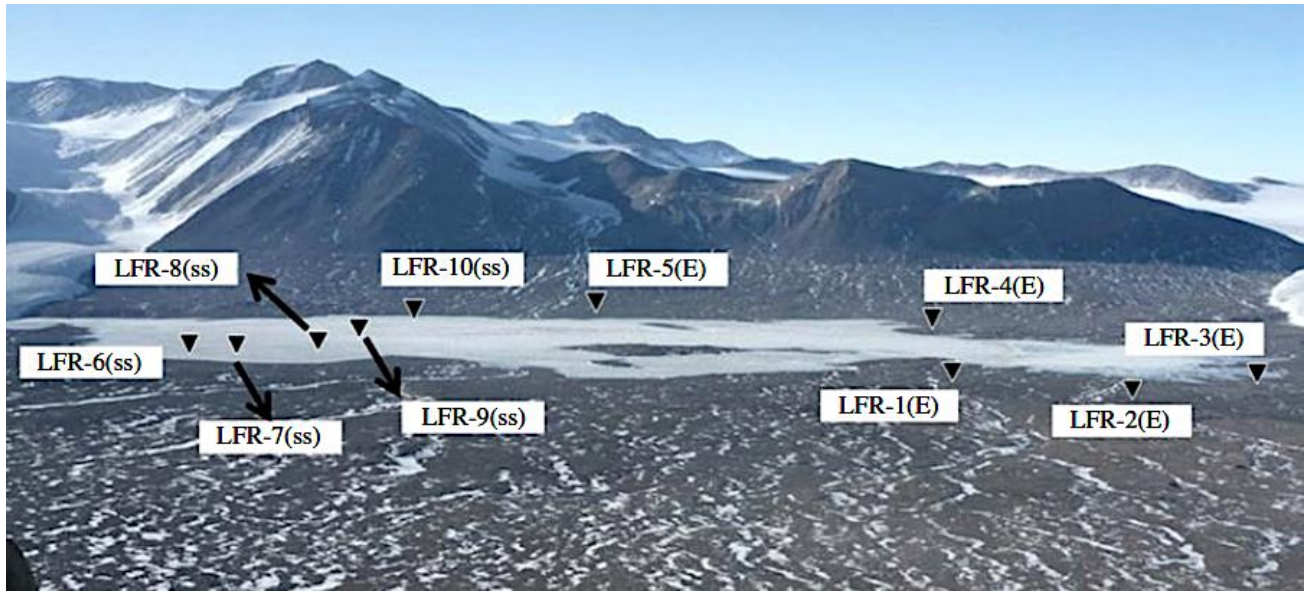 LFR-8(ss)
LFR-10(ss)
LFR-5(E)
LFR-4(E)
LFR-3(E)
LFR-6(ss)
LFR-7(ss)
LFR-9(ss)
LFR-1(E)
LFR-2(E)